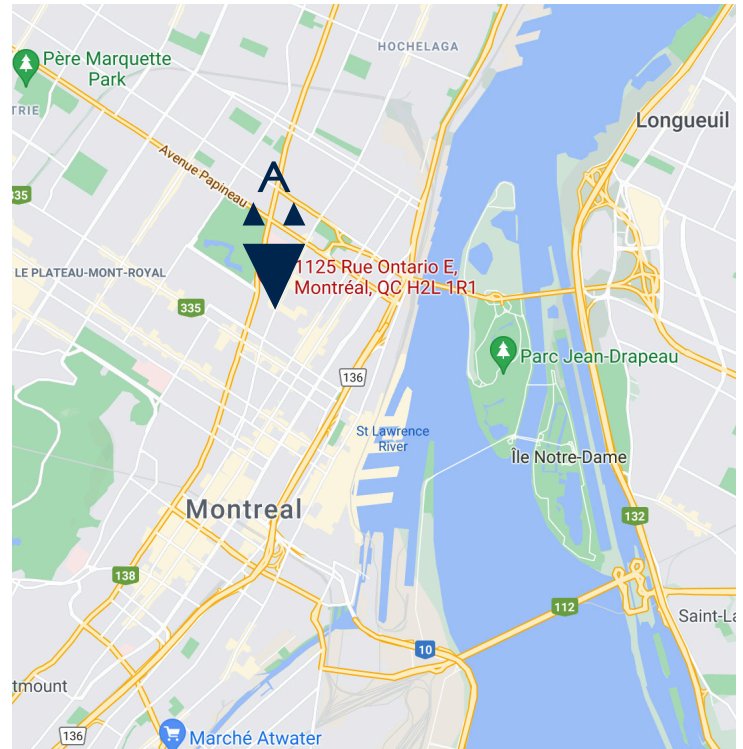 HOCHELAGA
Père Marquette
Park
TRIE
Longueuil
Avenue Papineau
A
335
1125 Rue Ontario E,
Montréal, QC H2L 1R1
LE PLATEAU-MONT-ROYAL
335
Parc Jean-Drapeau
136
St Lawrence
River
Île Notre-Dame
Montreal
132
138
112
Saint-La
10
tmount
136
Marché Atwater